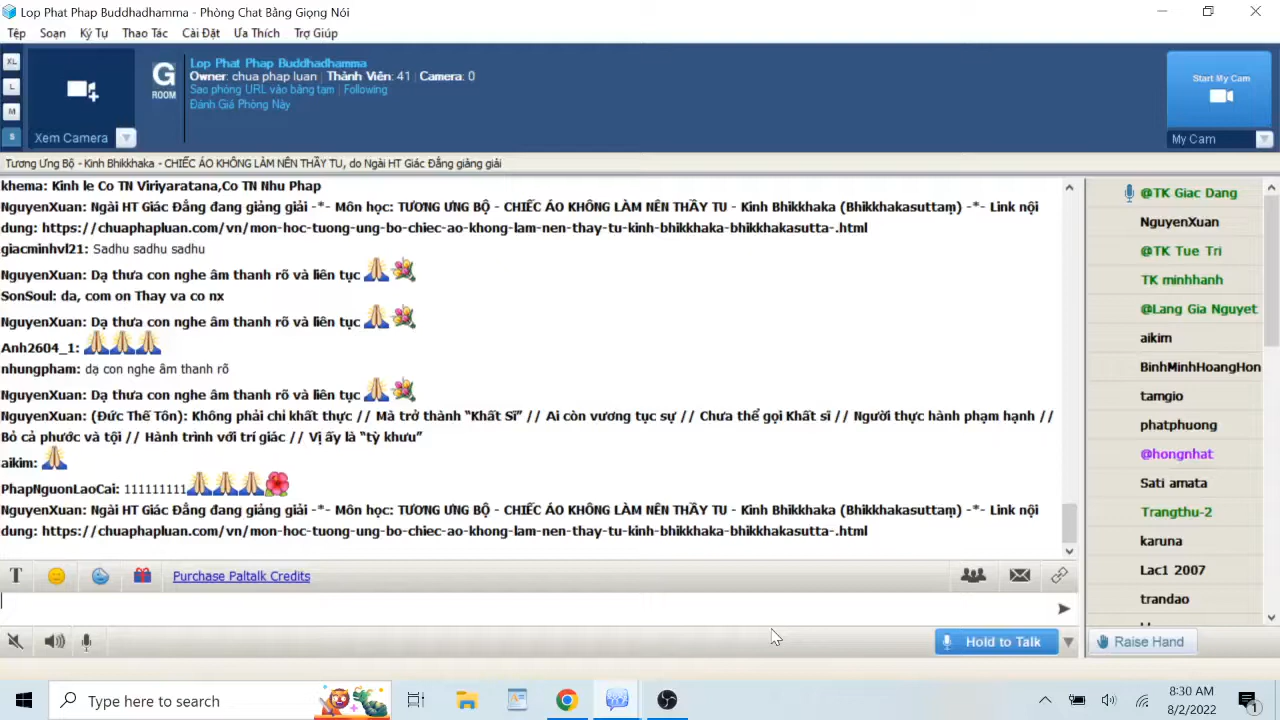 Lop Phat Phap Buddhadhamma - Phòng Chat Bằng Giọng Nói
Tệp Soạn Ký Tự Thao Tác Cài Đặt Ưa Thích Trợ Giúp
XL
L
M
S
Xem Camera
G
ROOM
Lop Phat Phap Buddhadhamma
Owner: chua phap luan | Thành Viên: 41 | Camera: 0
Sao phỏng URL vào bảng tạm | Following
Đánh Giá Phòng Này
Start My Cam
My Cam
Tương Ưng Bộ - Kinh Bhikkhaka - CHIẾC ÁO KHÔNG LÀM NÊN THẦY TU, do Ngài HT Giác Đẳng giảng giải
khema: Kinh le Co TN Viriyaratana,Co TN Nhu Phap
NguyenXuan: Ngài HT Giác Đẳng đang giảng giải -*- Môn học: TƯƠNG ƯNG BỘ - CHIẾC ÁO KHÔNG LÀM NÊN THẦY TU - Kinh Bhikkhaka (Bhikkhakasuttaṃ) -*- Link nội
dung: https://chuaphapluan.com/vn/mon-hoc-tuong-ung-bo-chiec-ao-khong-lam-nen-thay-tu-kinh-bhikkhaka-bhikkhakasutta-.html
giacminhvl21: Sadhu sadhu sadhu
NguyenXuan: Dạ thưa con nghe âm thanh rõ và liên tục
SonSoul: da, com on Thay va co nx
NguyenXuan: Dạ thưa con nghe âm thanh rõ và liên tục
Anh2604_1:
nhungpham: dạ con nghe âm thanh rõ
NguyenXuan: Dạ thưa con nghe âm thanh rõ và liên tục
NguyenXuan: (Đức Thế Tôn): Không phải chỉ khất thực // Mà trở thành “Khất Sĩ” // Ai còn vương tục sự // Chưa thể gọi Khất sĩ // Người thực hành phạm hạnh //
Bỏ cả phước và tội // Hành trình với trí giác // Vị ấy là “tỳ khưu”
aikim:
PhapNguonLaoCai: 111111111
NguyenXuan: Ngài HT Giác Đẳng đang giảng giải -*- Môn học: TƯƠNG ƯNG BỘ - CHIẾC ÁO KHÔNG LÀM NÊN THẦY TU - Kinh Bhikkhaka (Bhikkhakasuttaṃ) -*- Link nội
dung: https://chuaphapluan.com/vn/mon-hoc-tuong-ung-bo-chiec-ao-khong-lam-nen-thay-tu-kinh-bhikkhaka-bhikkhakasutta-.html
@TK Giac Dang
NguyenXuan
@TK Tue Tri
TK minhhanh
@Lang Gia Nguyet
aikim
BinhMinhHoangHon
tamgio
phatphuong
@hongnhat
Sati amata
Trangthu-2
karuna
Lac1 2007
trandao
T Purchase Paltalk Credits
Hold to Talk
Raise Hand
Type here to search
8:30 AM
8/2/2022
1